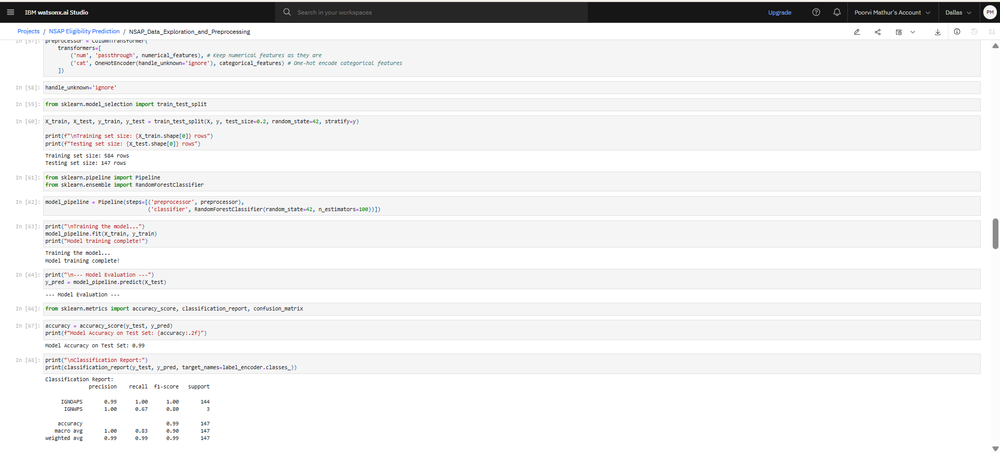 IBM watsonx.ai Studio
Search in your workspaces
Upgrade
Poorvi Mathur's Account
Dallas
PM
Projects / NSAP Eligibility Prediction / NSAP_Data_Exploration_and_Preprocessing
In [57]: preprocessor = ColumnTransformer(
    transformers=[
        ('num', 'passthrough', numerical_features), # Keep numerical features as they are
        ('cat', OneHotEncoder(handle_unknown='ignore'), categorical_features) # One-hot encode categorical features
    ])
In [58]: handle_unknown='ignore'
In [59]: from sklearn.model_selection import train_test_split
In [60]: X_train, X_test, y_train, y_test = train_test_split(X, y, test_size=0.2, random_state=42, stratify=y)
print(f"\nTraining set size: {X_train.shape[0]} rows")
print(f"Testing set size: {X_test.shape[0]} rows")
Training set size: 584 rows
Testing set size: 147 rows
In [61]: from sklearn.pipeline import Pipeline
from sklearn.ensemble import RandomForestClassifier
In [62]: model_pipeline = Pipeline(steps=[('preprocessor', preprocessor),
('classifier', RandomForestClassifier(random_state=42, n_estimators=100))])
In [63]: print("\nTraining the model...")
model_pipeline.fit(X_train, y_train)
print("Model training complete!")
Training the model...
Model training complete!
In [64]: print("\n--- Model Evaluation ---")
y_pred = model_pipeline.predict(X_test)
--- Model Evaluation ---
In [66]: from sklearn.metrics import accuracy_score, classification_report, confusion_matrix
In [67]: accuracy = accuracy_score(y_test, y_pred)
print(f"Model Accuracy on Test Set: {accuracy:.2f}")
Model Accuracy on Test Set: 0.99
In [68]: print("\nClassification Report:")
print(classification_report(y_test, y_pred, target_names=label_encoder.classes_))
Classification Report:
precision recall f1-score support
IGNOAPS 0.99 1.00 1.00 144
IGNWPS 1.00 0.67 0.80 3
accuracy 0.99 147
macro avg 1.00 0.83 0.90 147
weighted avg 0.99 0.99 0.99 147